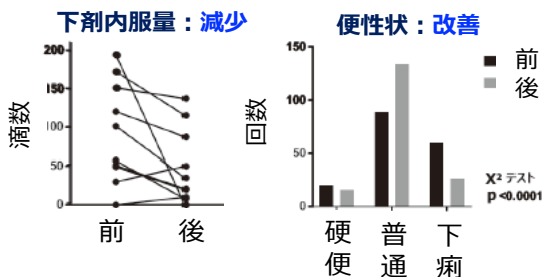 下剤内服量：減少
200
150
100
50
0
滴数
前
後
便性状：改善
150
100
50
0
回数
前
後
X² テスト
p <0.0001
硬便
普通
下痢